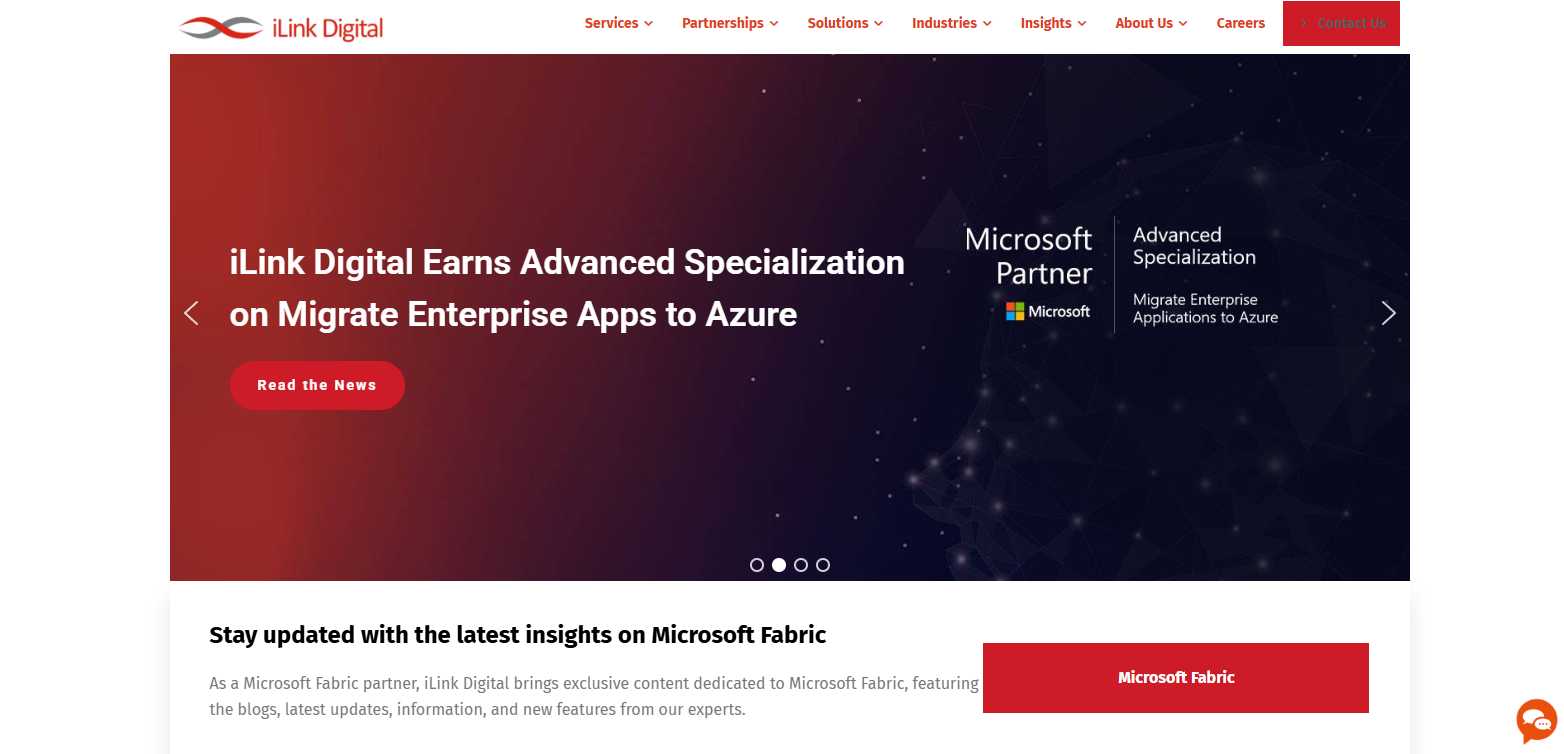 iLink Digital
Services
Partnerships
Solutions
Industries
Insights
About Us
Careers
Contact Us
iLink Digital Earns Advanced Specialization
on Migrate Enterprise Apps to Azure
Read the News
Microsoft
Partner
Microsoft
Advanced
Specialization
Migrate Enterprise
Applications to Azure
Stay updated with the latest insights on Microsoft Fabric
As a Microsoft Fabric partner, iLink Digital brings exclusive content dedicated to Microsoft Fabric, featuring
the blogs, latest updates, information, and new features from our experts.
Microsoft Fabric